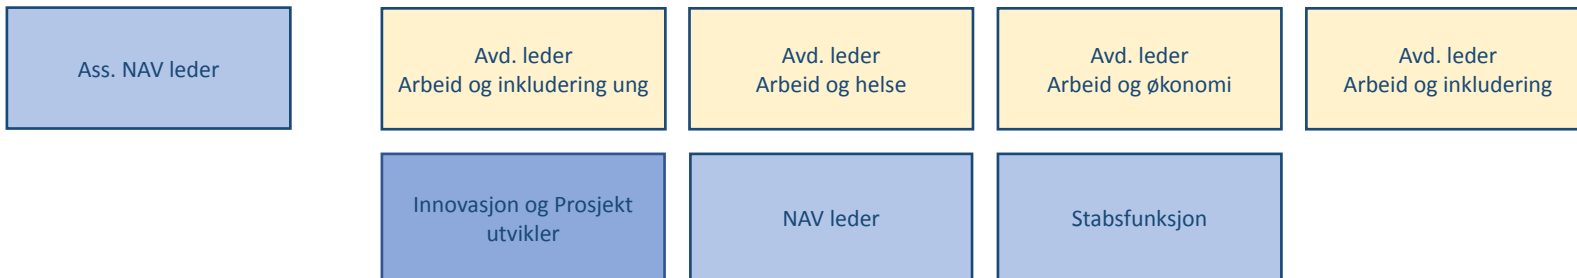 Ass. NAV leder
Avd. leder
Arbeid og inkludering ung
Avd. leder
Arbeid og helse
Avd. leder
Arbeid og økonomi
Avd. leder
Arbeid og inkludering
Innovasjon og Prosjekt
utvikler
NAV leder
Stabsfunksjon